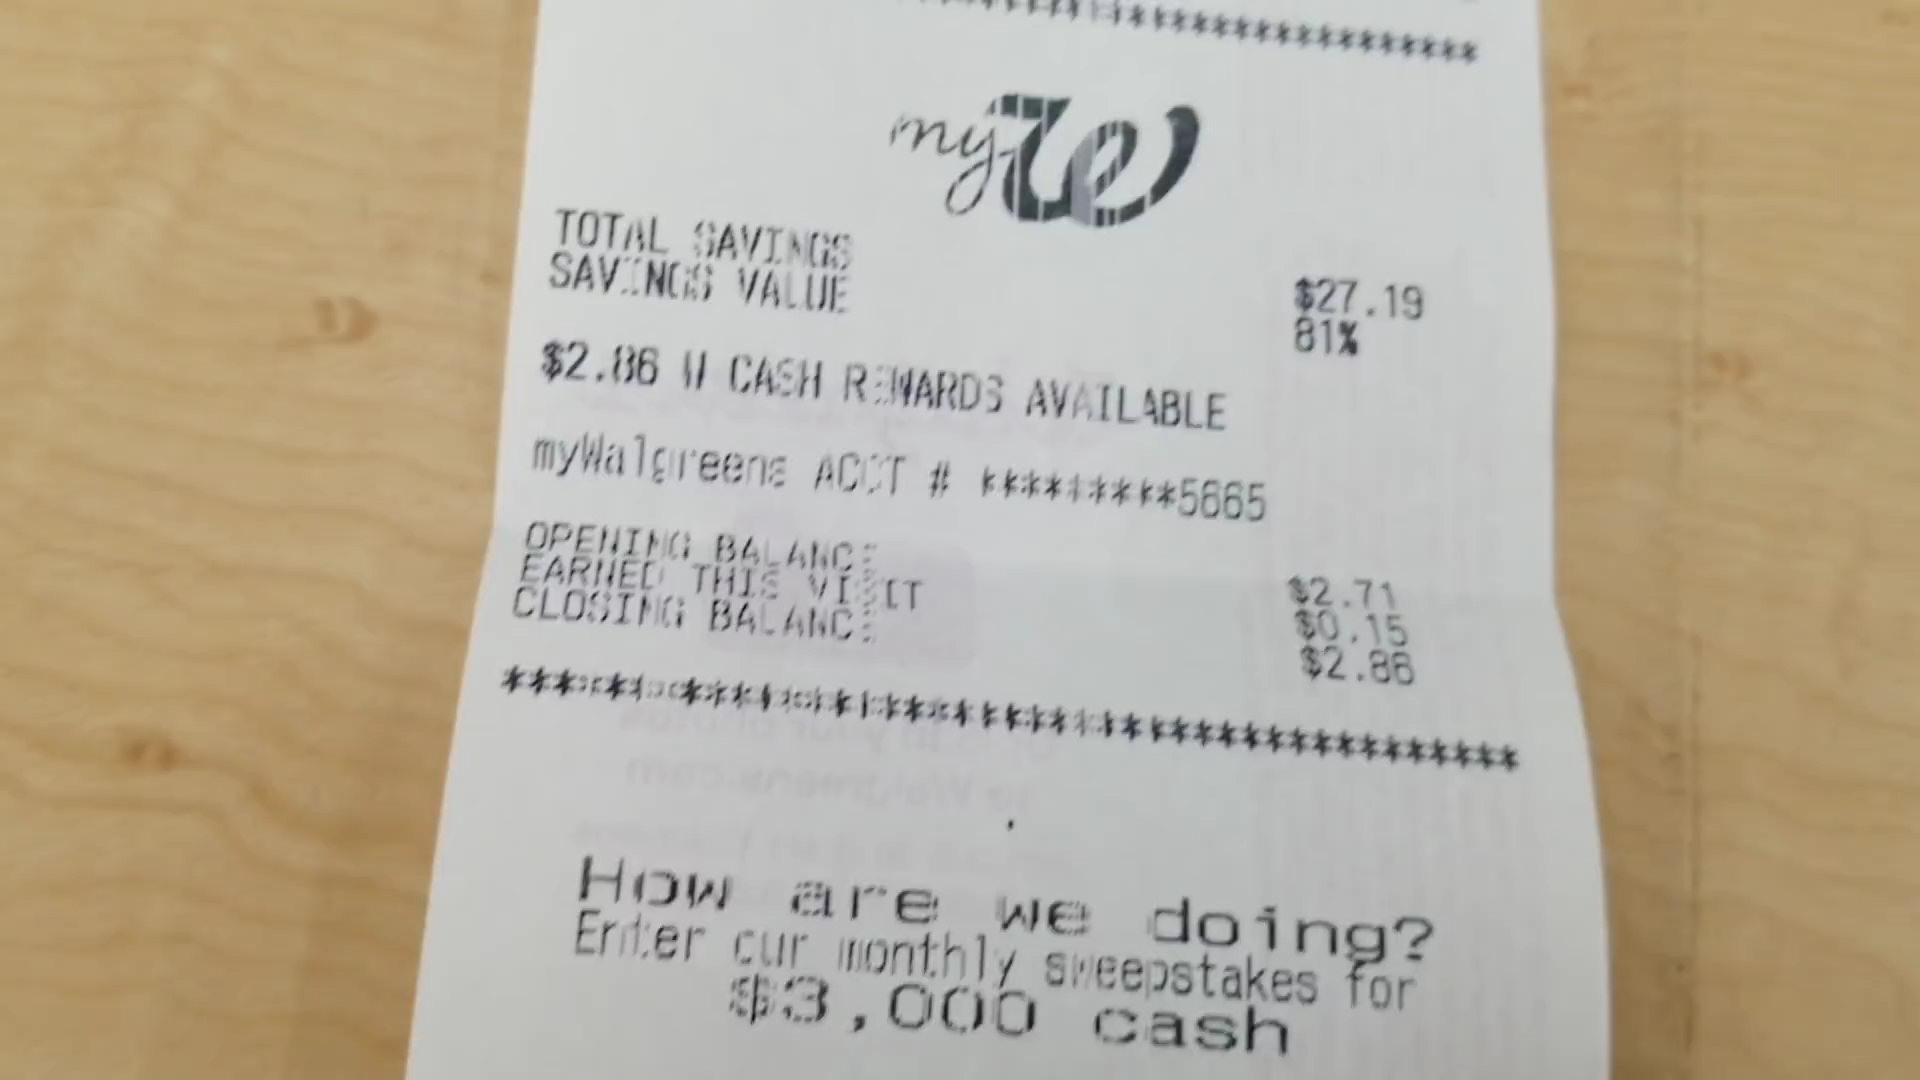 my W
TOTAL SAVINGS $27.19
SAVINGS VALUE 81%
$2.86 W CASH REWARDS AVAILABLE
myWalgreens ACCT # *********5665
OPENING BALANCE $2.71
EARNED THIS VISIT $0.15
CLOSING BALANCE $2.86
How are we doing?
Enter our monthly sweepstakes for
$3,000 cash